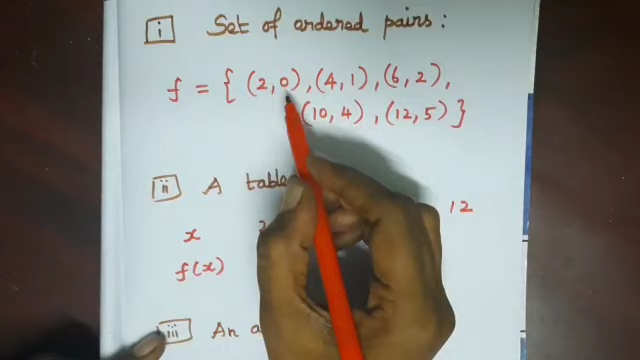 i Set of ordered pairs :
f = { (2, 0), (4, 1), (6, 2),
(10, 4), (12, 5) }
ii A table
x 12
f(x)
iii An